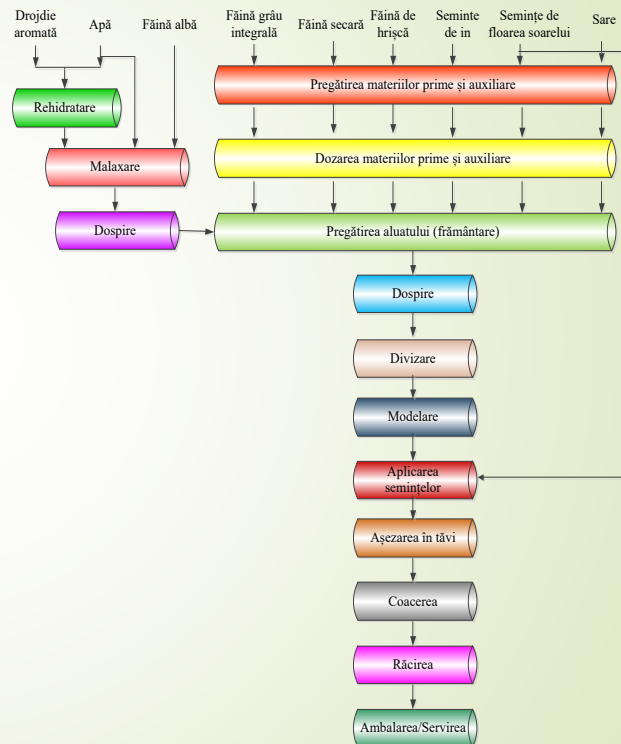 Drojdie
aromată
Apă
Făină albă
Făină grâu
integrală
Făină secară
Făină de
hrișcă
Seminte
de in
Semințe de
floarea soarelui
Sare
Pregătirea materiilor prime și auxiliare
Rehidratare
Malaxare
Dozarea materiilor prime și auxiliare
Dospire
Pregătirea aluatului (frământare)
Dospire
Divizare
Modelare
Aplicarea
semințelor
Așezarea în tăvi
Coacerea
Răcirea
Ambalarea/Servirea